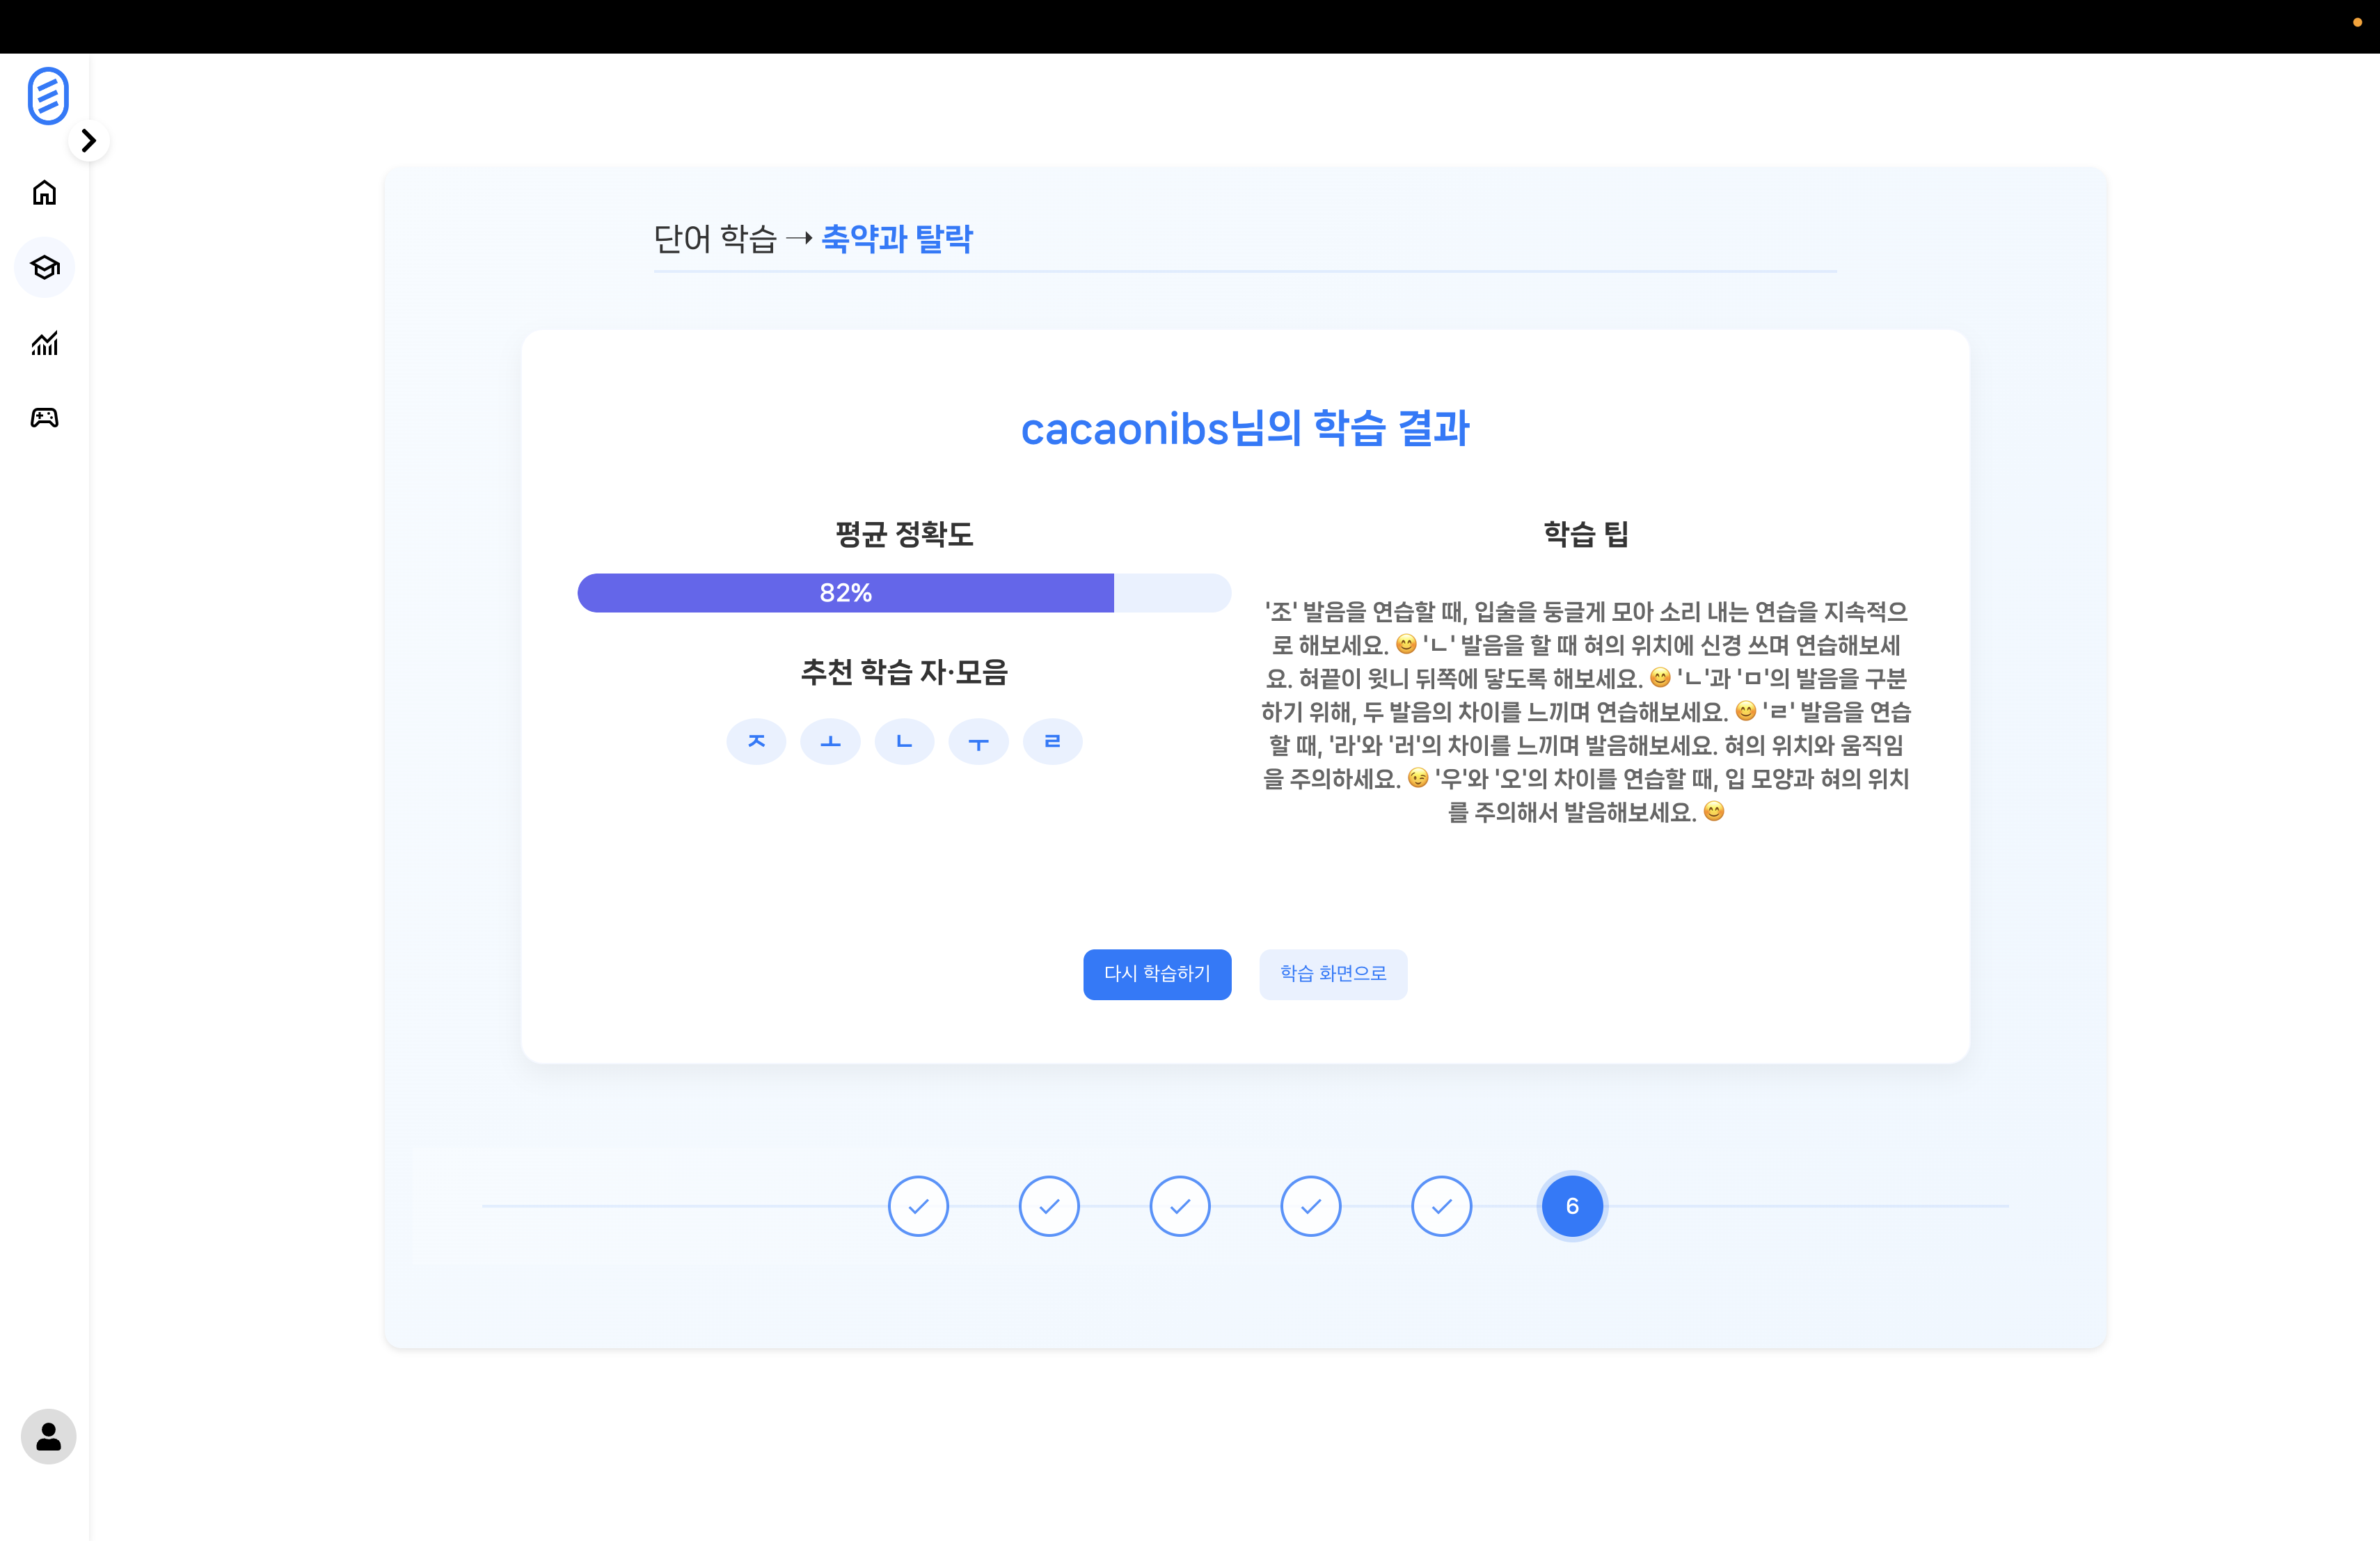 단어 학습 → 축약과 탈락
cacaonibs님의 학습 결과
평균 정확도
82%
추천 학습 자·모음
ㅈ ㅗ ㄴ ㅜ ㄹ
학습 팁
'조' 발음을 연습할 때, 입술을 둥글게 모아 소리 내는 연습을 지속적으
로 해보세요. 😊 'ㄴ' 발음을 할 때 혀의 위치에 신경 쓰며 연습해보세
요. 혀끝이 윗니 뒤쪽에 닿도록 해보세요. 😊 'ㄴ'과 'ㅁ'의 발음을 구분
하기 위해, 두 발음의 차이를 느끼며 연습해보세요. 😊 'ㄹ' 발음을 연습
할 때, '라'와 '러'의 차이를 느끼며 발음해보세요. 혀의 위치와 움직임
을 주의하세요. 😉 '우'와 '오'의 차이를 연습할 때, 입 모양과 혀의 위치
를 주의해서 발음해보세요. 😊
다시 학습하기
학습 화면으로
6